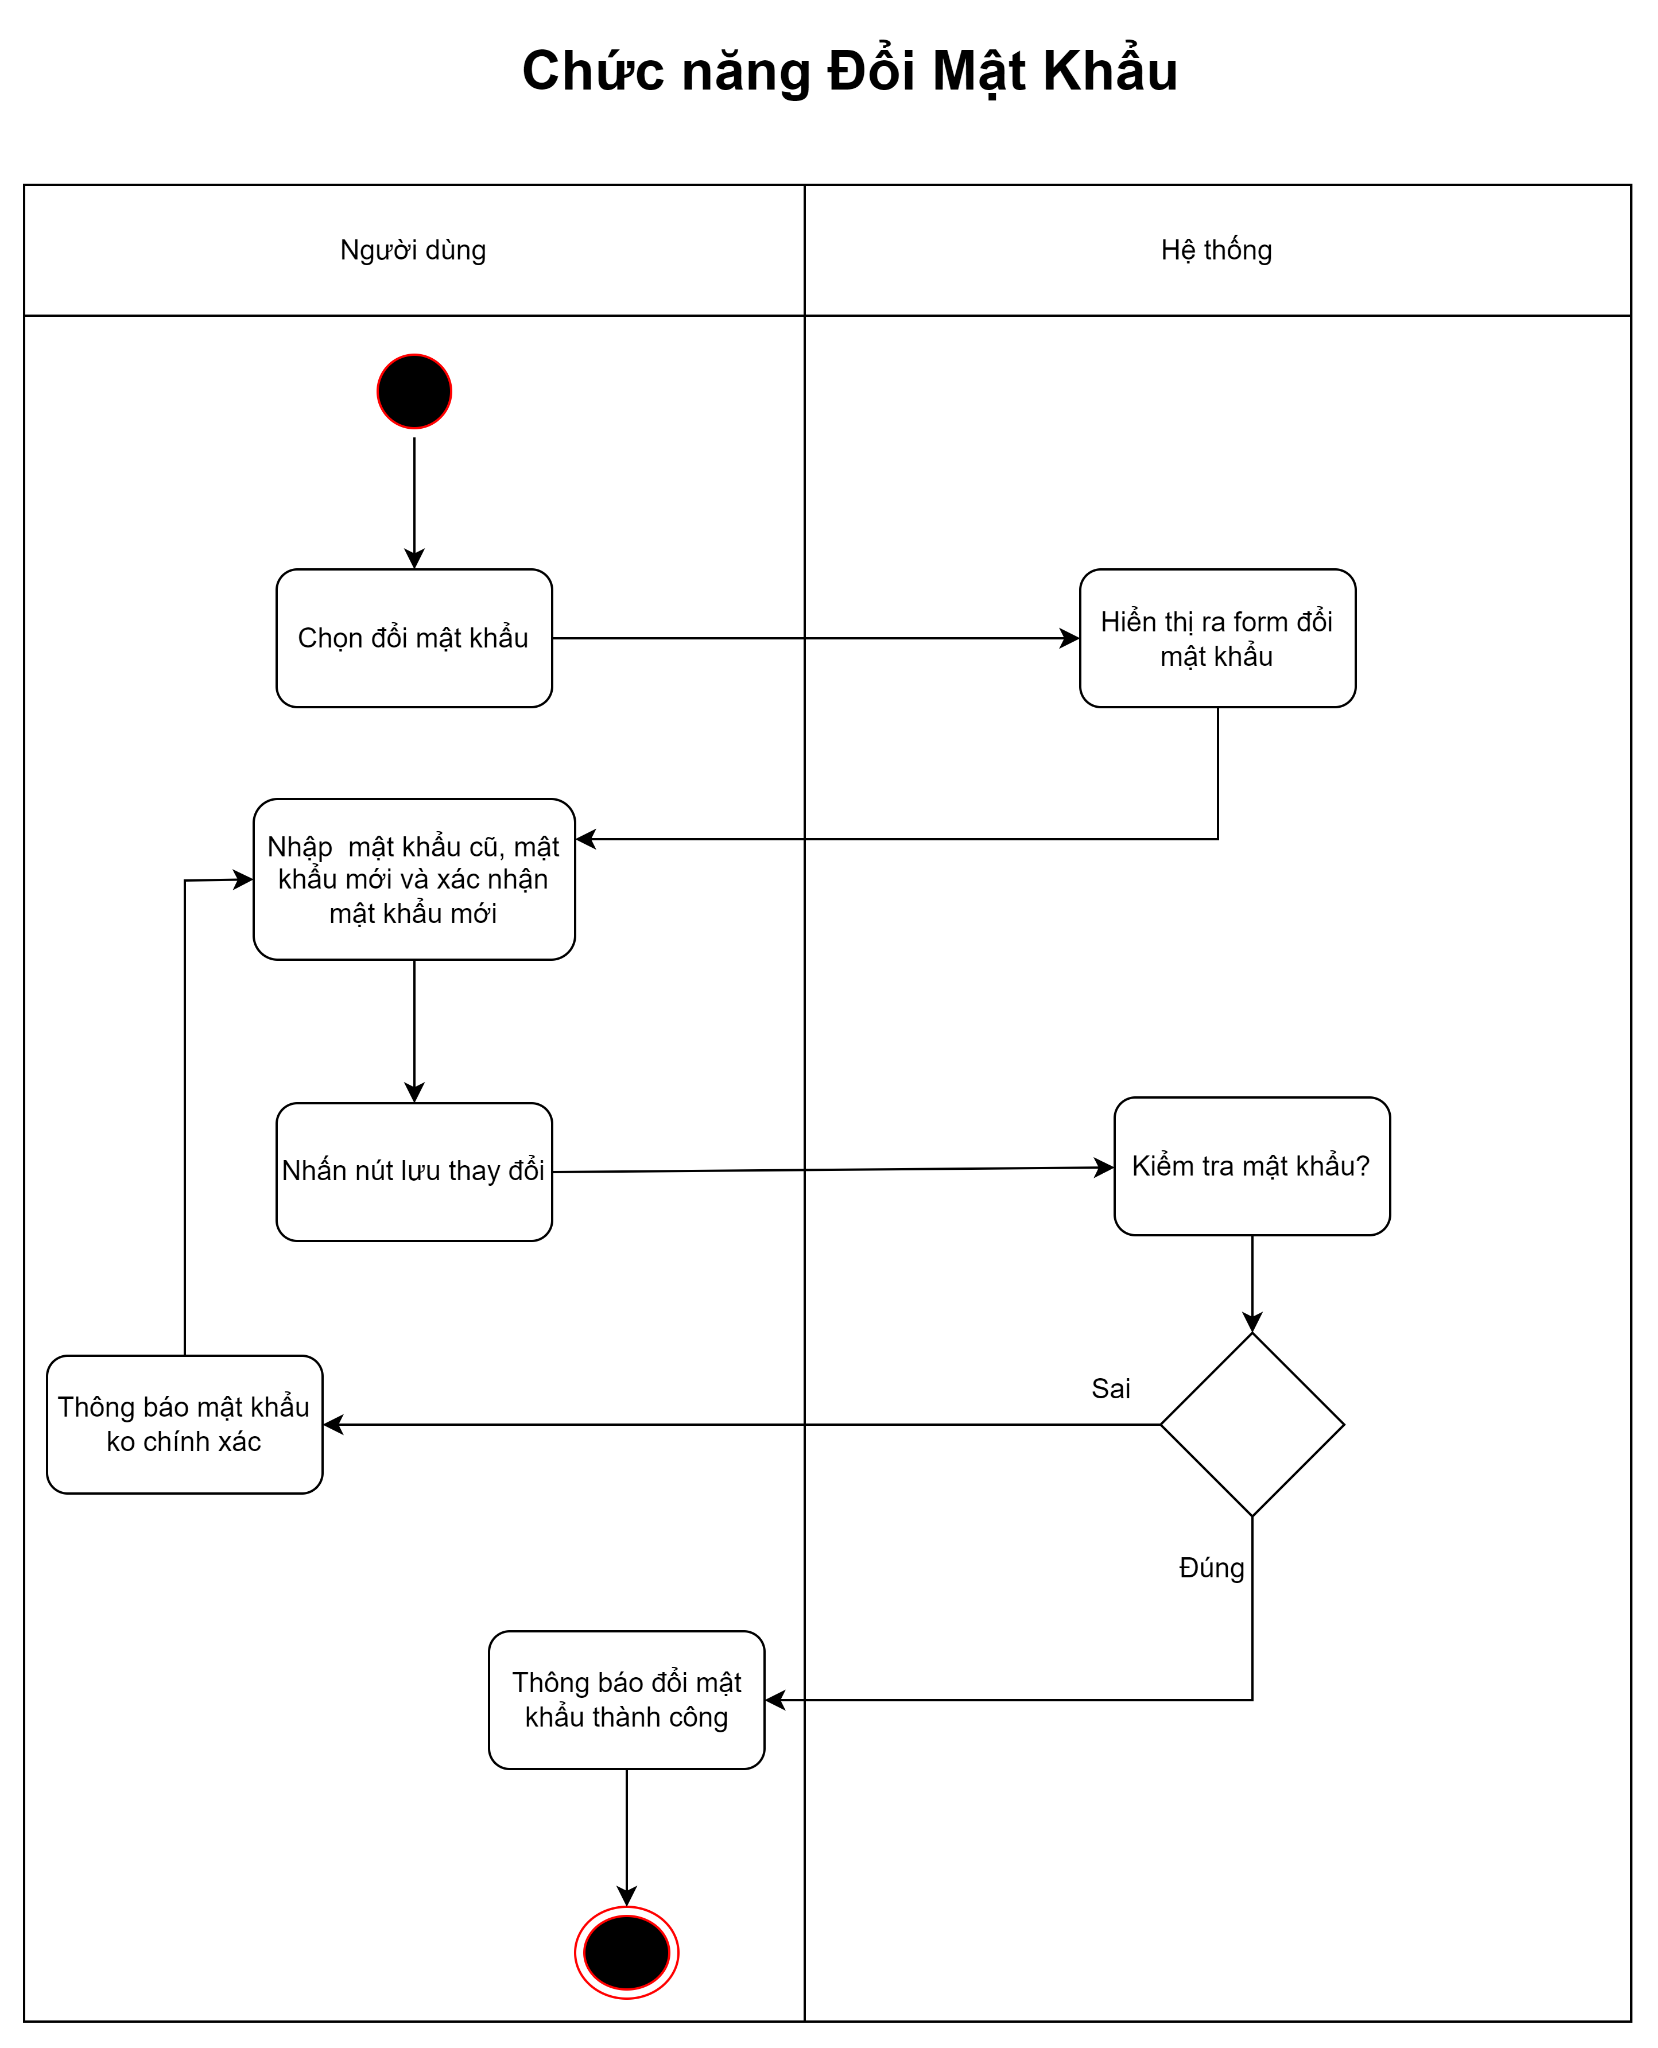 Chức năng Đổi Mật Khẩu
Người dùng
Hệ thống
Chọn đổi mật khẩu
Hiển thị ra form đổi
mật khẩu
Nhập  mật khẩu cũ, mật
khẩu mới và xác nhận
mật khẩu mới
Nhấn nút lưu thay đổi
Kiểm tra mật khẩu?
Sai
Thông báo mật khẩu
ko chính xác
Đúng
Thông báo đổi mật
khẩu thành công